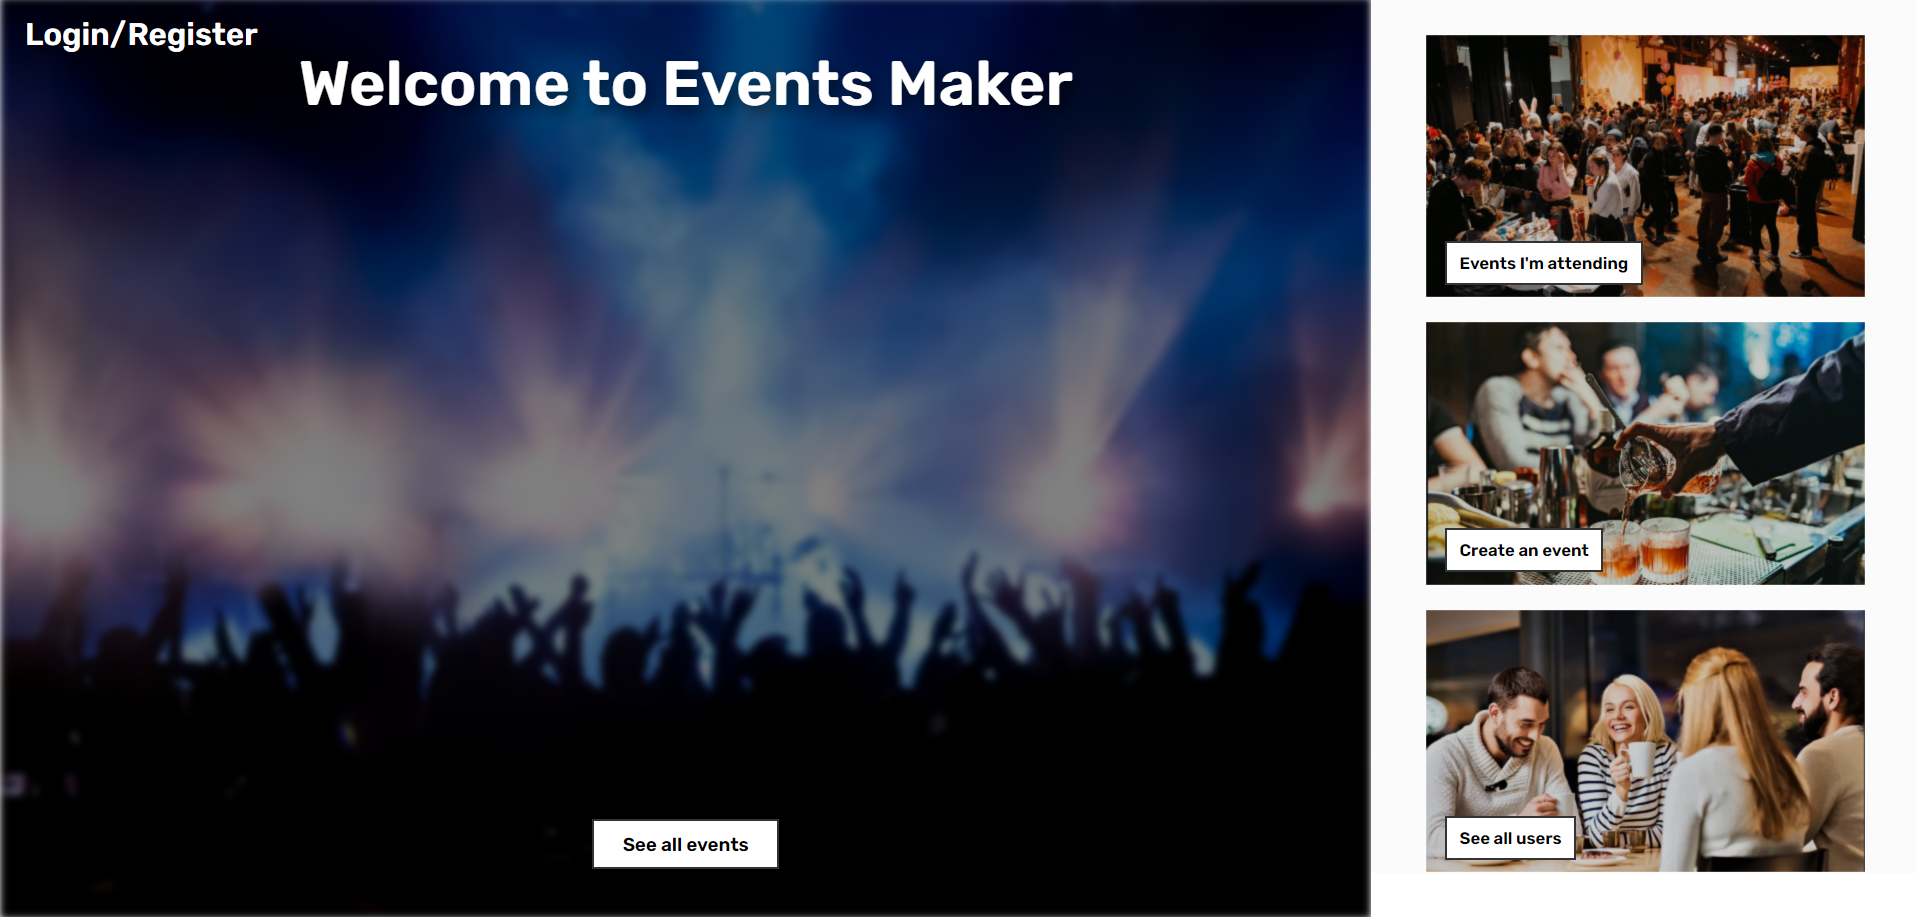 Login/Register
Welcome to Events Maker
See all events
Events I'm attending
Create an event
See all users